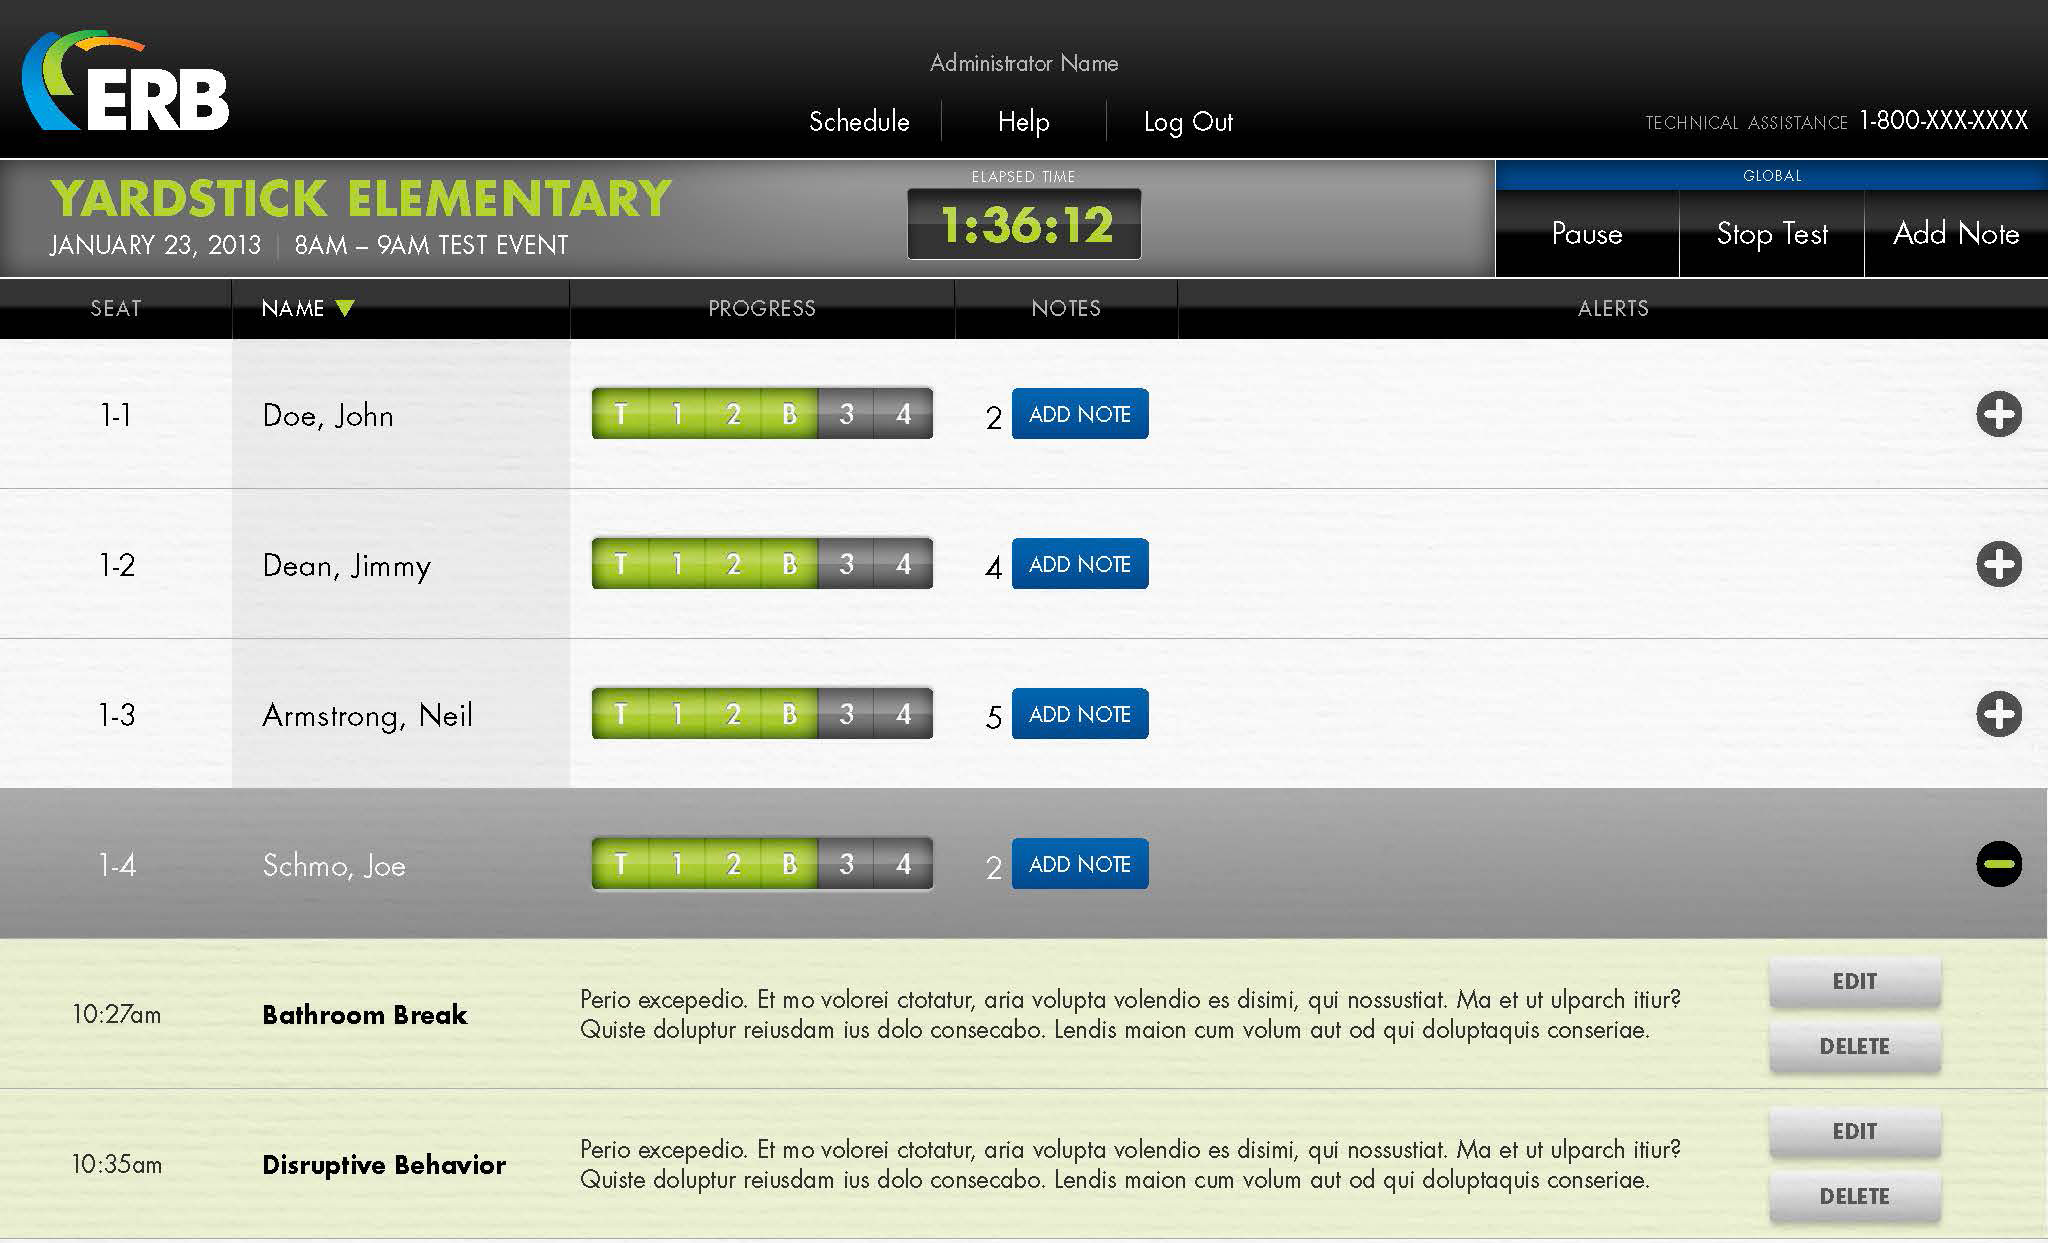 ERB
Administrator Name
Schedule Help Log Out
TECHNICAL ASSISTANCE 1-800-XXX-XXXX
YARDSTICK ELEMENTARY
JANUARY 23, 2013 | 8AM – 9AM TEST EVENT
ELAPSED TIME
1:36:12
GLOBAL
Pause Stop Test Add Note
SEAT NAME PROGRESS NOTES ALERTS
1-1 Doe, John T 1 2 B 3 4 2 ADD NOTE
1-2 Dean, Jimmy T 1 2 B 3 4 4 ADD NOTE
1-3 Armstrong, Neil T 1 2 B 3 4 5 ADD NOTE
1-4 Schmo, Joe T 1 2 B 3 4 2 ADD NOTE
10:27am Bathroom Break
Perio excepedio. Et mo volorei ctotatur, aria volupta volendio es disimi, qui nossustiat. Ma et ut ulparch itiur?
Quiste doluptur reiusdam ius dolo consecabo. Lendis maion cum volum aut od qui doluptaquis conseriae.
EDIT
DELETE
10:35am Disruptive Behavior
Perio excepedio. Et mo volorei ctotatur, aria volupta volendio es disimi, qui nossustiat. Ma et ut ulparch itiur?
Quiste doluptur reiusdam ius dolo consecabo. Lendis maion cum volum aut od qui doluptaquis conseriae.
EDIT
DELETE